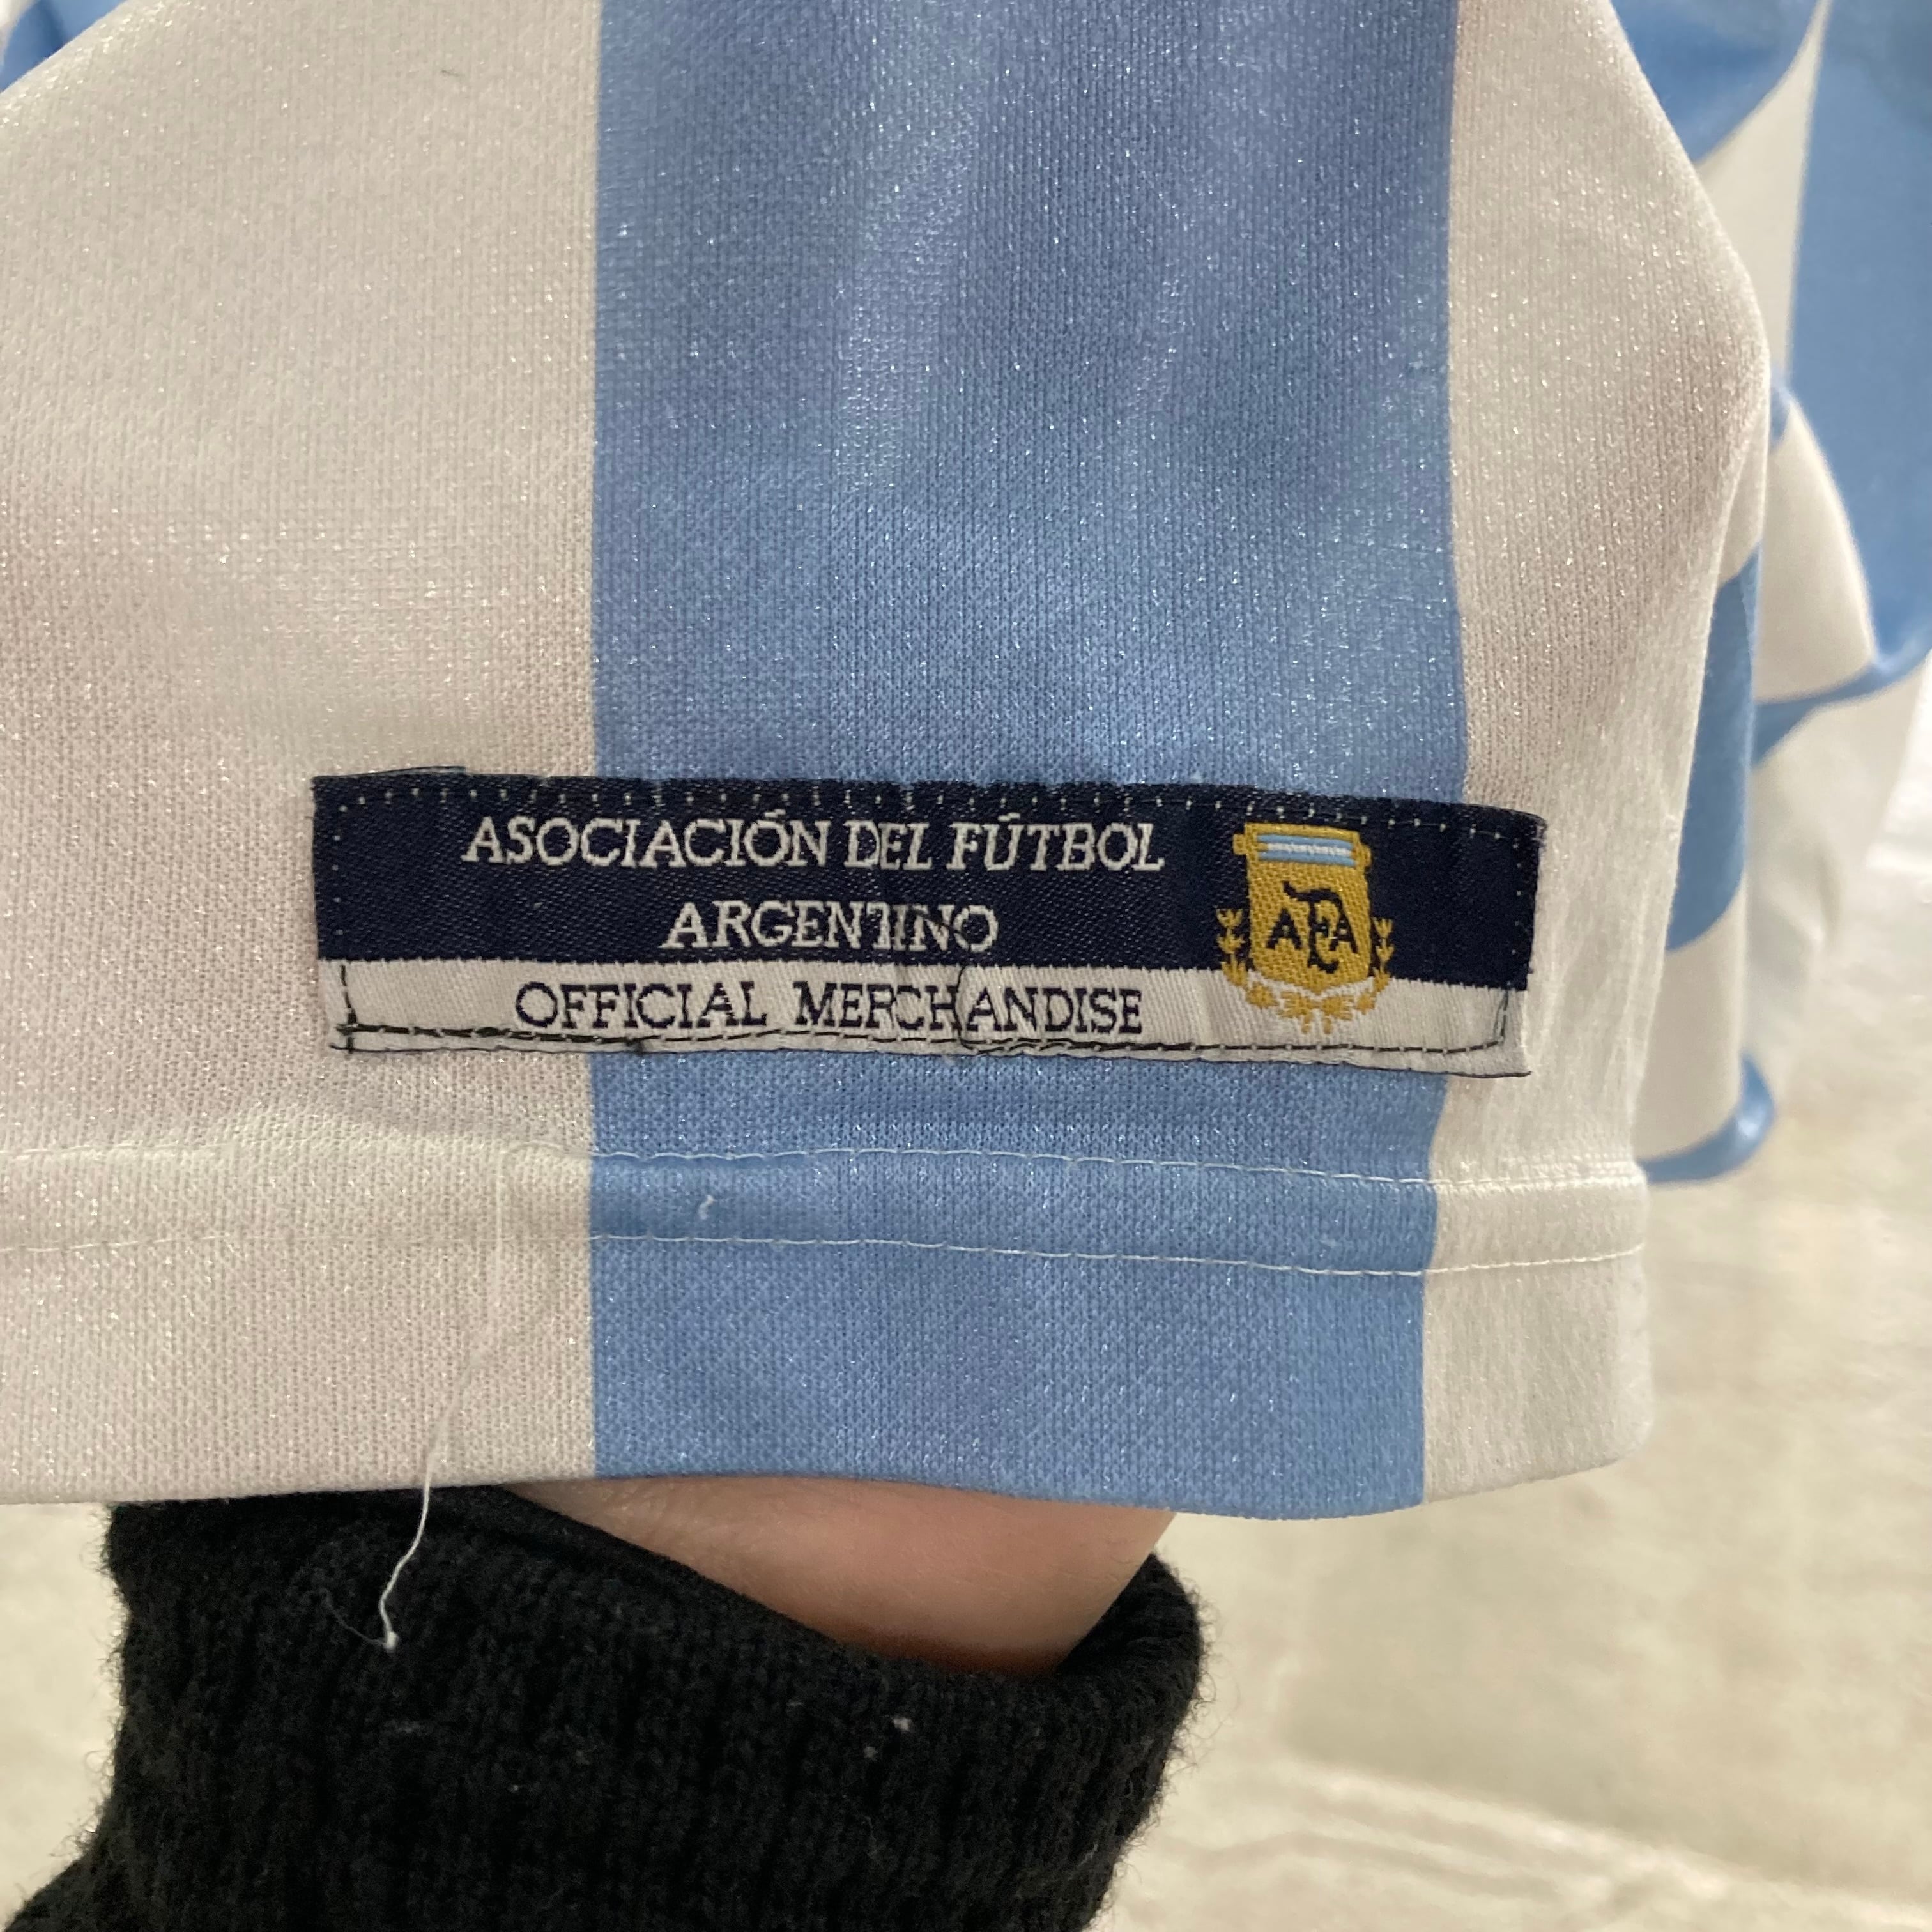 ASOCIACIÓN DEL FÚTBOL
ARGENTINO
OFFICIAL MERCHANDISE
AFA